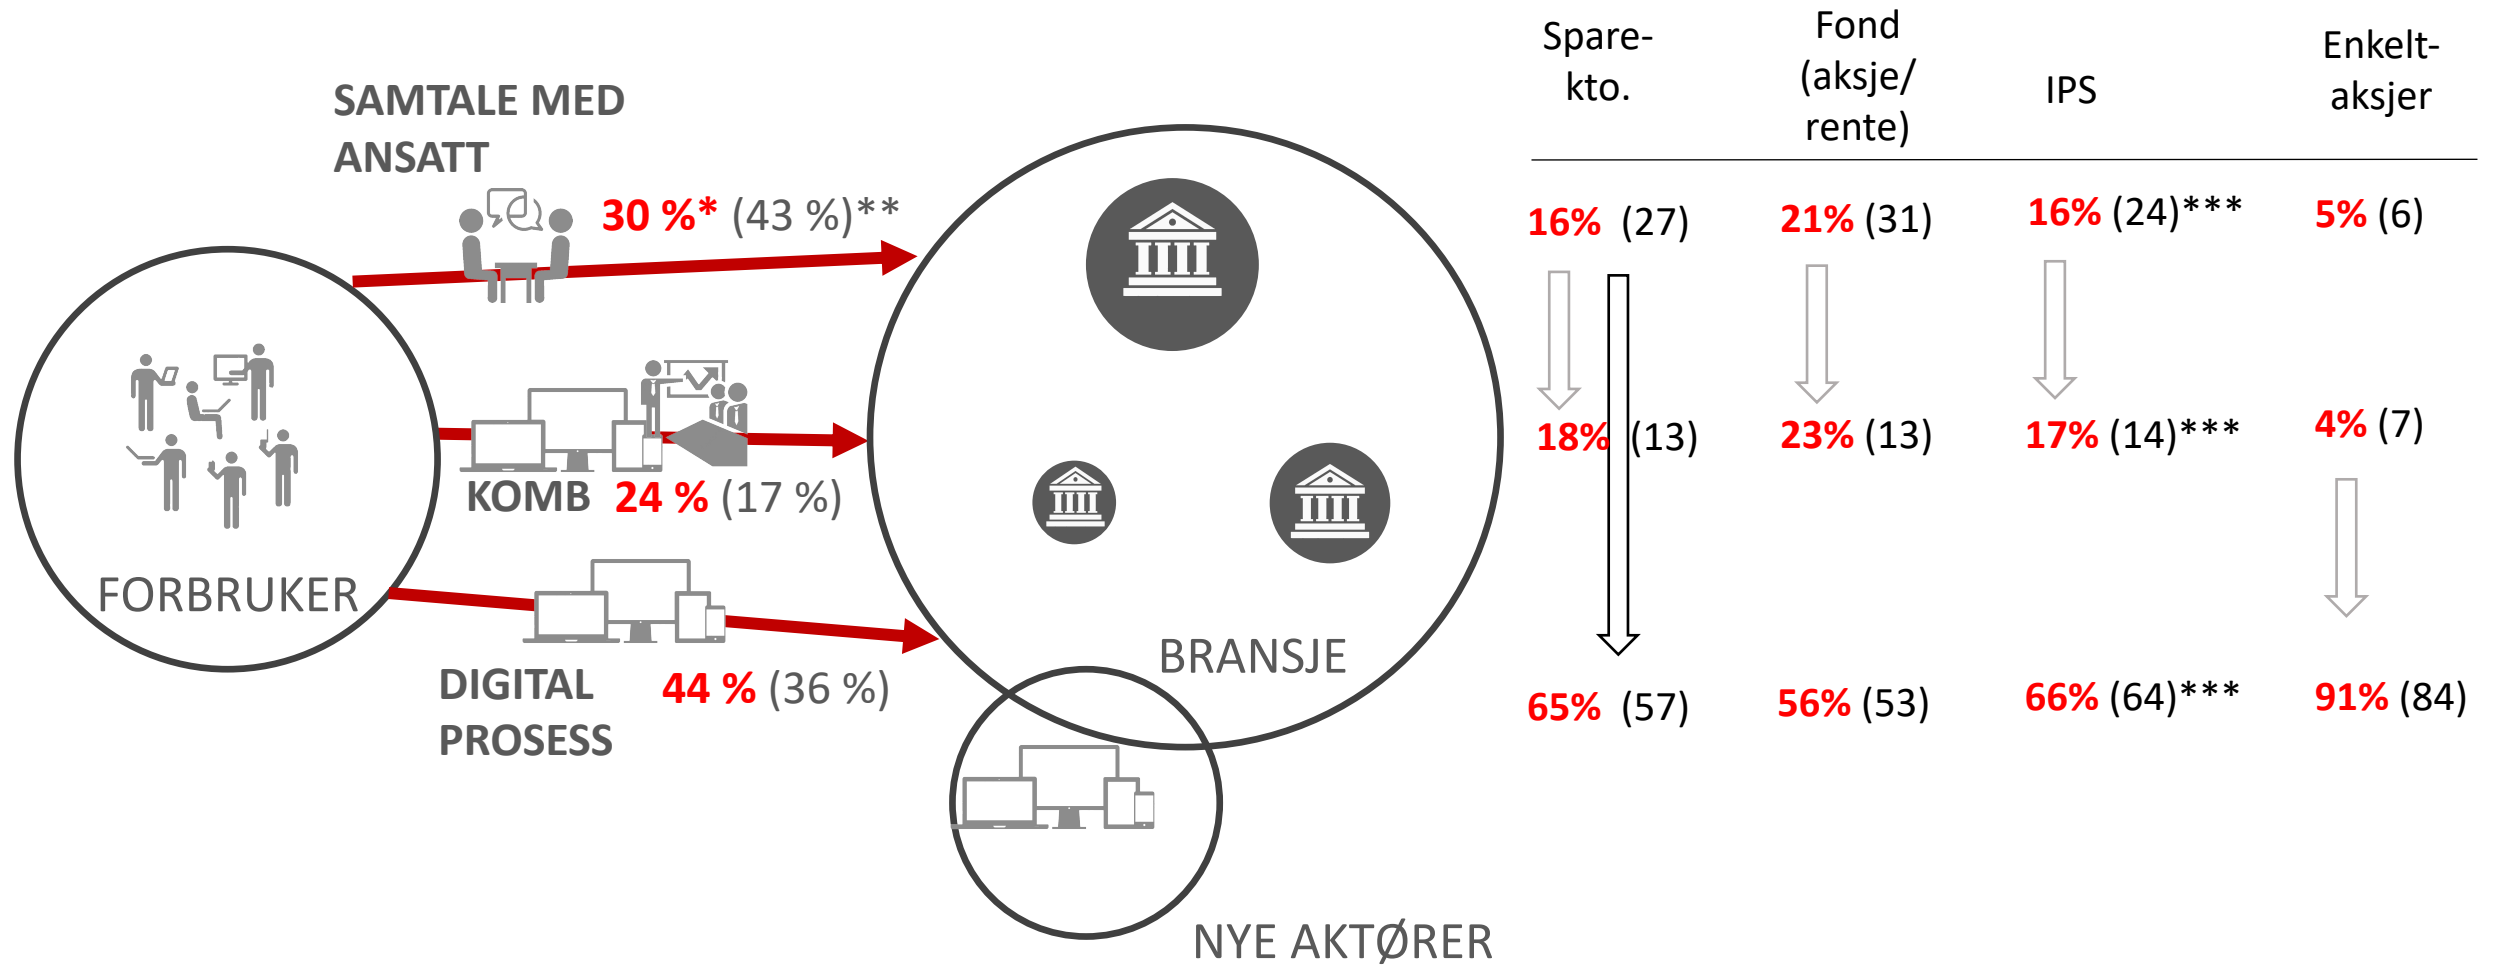 SAMTALE MED
ANSATT
30 %* (43 %)**
KOMB 24 % (17 %)
FORBRUKER
DIGITAL
PROSESS
44 % (36 %)
BRANSJE
NYE AKTØRER
Spare-
kto.
Fond
(aksje/
rente)
IPS
Enkelt-
aksjer
16% (27) 21% (31) 16% (24)*** 5% (6)
18% (13) 23% (13) 17% (14)*** 4% (7)
65% (57) 56% (53) 66% (64)*** 91% (84)